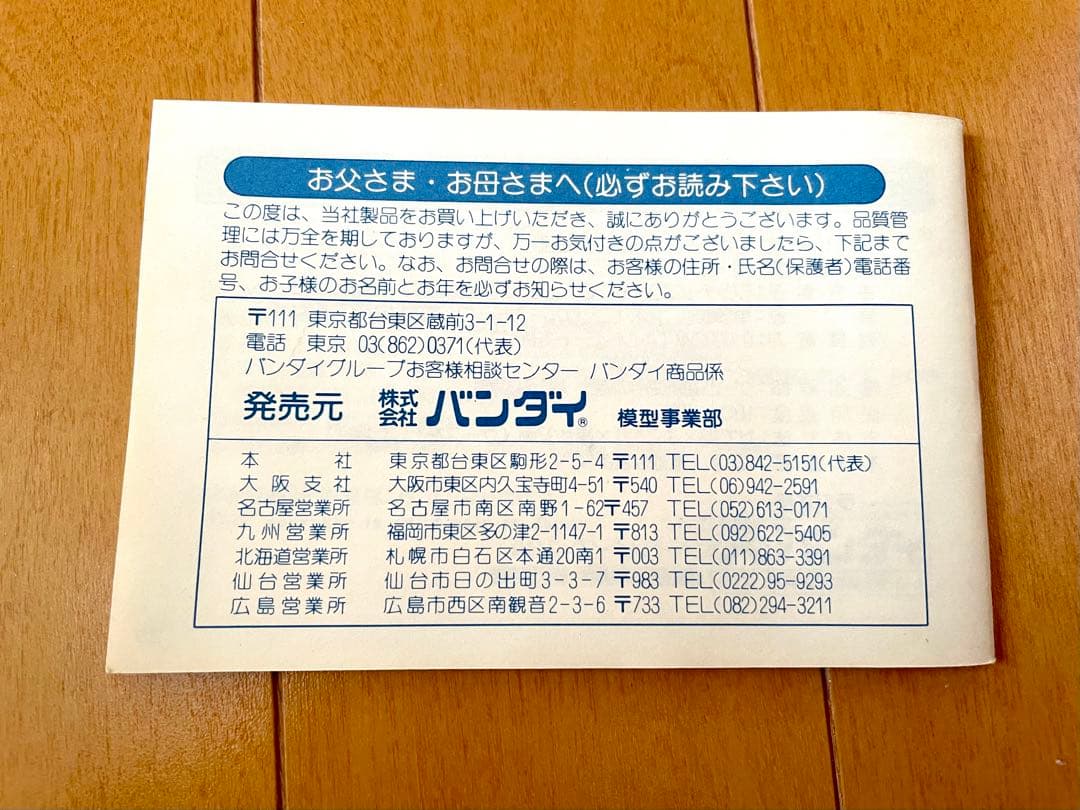 お父さま・お母さまへ(必ずお読み下さい)
この度は、当社製品をお買い上げいただき、誠にありがとうございます。品質管
理には万全を期しておりますが、万一お気付きの点がございましたら、下記まで
お問合せください。なお、お問合せの際は、お客様の住所・氏名(保護者)電話番
号、お子様のお名前とお年を必ずお知らせください。
〒111 東京都台東区蔵前3-1-12
電話 東京 03(862)0371(代表)
バンダイグループお客様相談センター バンダイ商品係
発売元 株式会社 バンダイ® 模型事業部
本社 東京都台東区駒形2-5-4 〒111 TEL(03)842-5151(代表)
大阪支社 大阪市東区内久宝寺町4-51 〒540 TEL(06)942-2591
名古屋営業所 名古屋市南区南野1-62〒457 TEL(052)613-0171
九州営業所 福岡市東区多の津2-1147-1 〒813 TEL(092)622-5405
北海道営業所 札幌市白石区本通20南1 〒003 TEL(011)863-3391
仙台営業所 仙台市日の出町3-3-7 〒983 TEL(0222)95-9293
広島営業所 広島市西区南観音2-3-6 〒733 TEL(082)294-3211